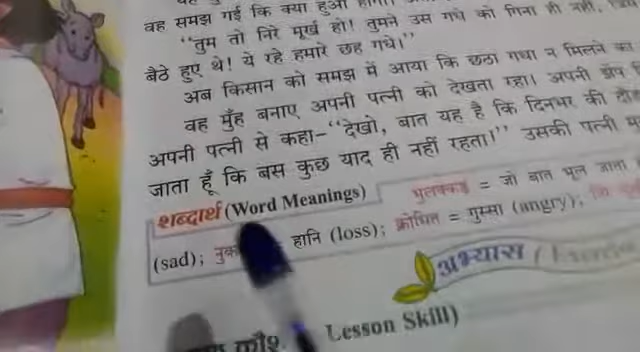 वह समझ गई कि क्या हुआ होगा।
"तुम तो निरे मूर्ख हो! तुमने उस गधे को गिना ही नहीं,
बैठे हुए थे! ये रहे हमारे छह गधे।"
अब किसान को समझ में आया कि छठा गधा न मिलने का
वह मुँह बनाए अपनी पत्नी को देखता रहा। अपनी झेंप
अपनी पत्नी से कहा–"देखो, बात यह है कि दिनभर की दौड़
जाता हूँ कि बस कुछ याद ही नहीं रहता।" उसकी पत्नी
शब्दार्थ (Word Meanings) भुलक्कड़ = जो बात भूल जाता
(sad); हानि (loss); क्रोधित = गुस्सा (angry);
अभ्यास
Lesson Skill)